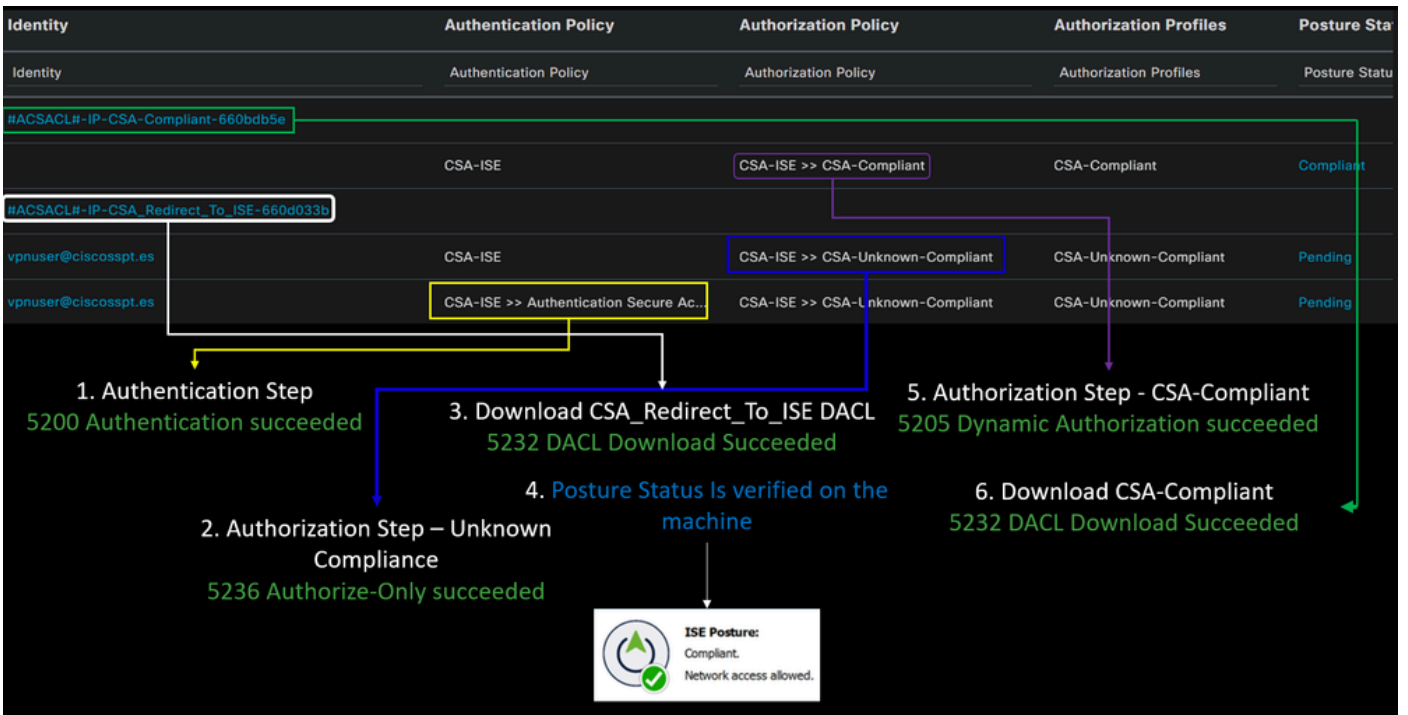 Identity Authentication Policy Authorization Policy Authorization Profiles Posture Sta
Identity Authentication Policy Authorization Policy Authorization Profiles Posture Statu
#ACSACL#-IP-CSA-Compliant-660bdb5e
CSA-ISE CSA-ISE >> CSA-Compliant CSA-Compliant Compliant
#ACSACL#-IP-CSA_Redirect_To_ISE-660d033b
vpnuser@ciscosspt.es CSA-ISE CSA-ISE >> CSA-Unknown-Compliant CSA-Unknown-Compliant Pending
vpnuser@ciscosspt.es CSA-ISE >> Authentication Secure Ac... CSA-ISE >> CSA-Unknown-Compliant CSA-Unknown-Compliant Pending
1. Authentication Step
5200 Authentication succeeded
3. Download CSA_Redirect_To_ISE DACL
5232 DACL Download Succeeded
5. Authorization Step - CSA-Compliant
5205 Dynamic Authorization succeeded
4. Posture Status Is verified on the
machine
6. Download CSA-Compliant
5232 DACL Download Succeeded
2. Authorization Step – Unknown
Compliance
5236 Authorize-Only succeeded
ISE Posture:
Compliant.
Network access allowed.